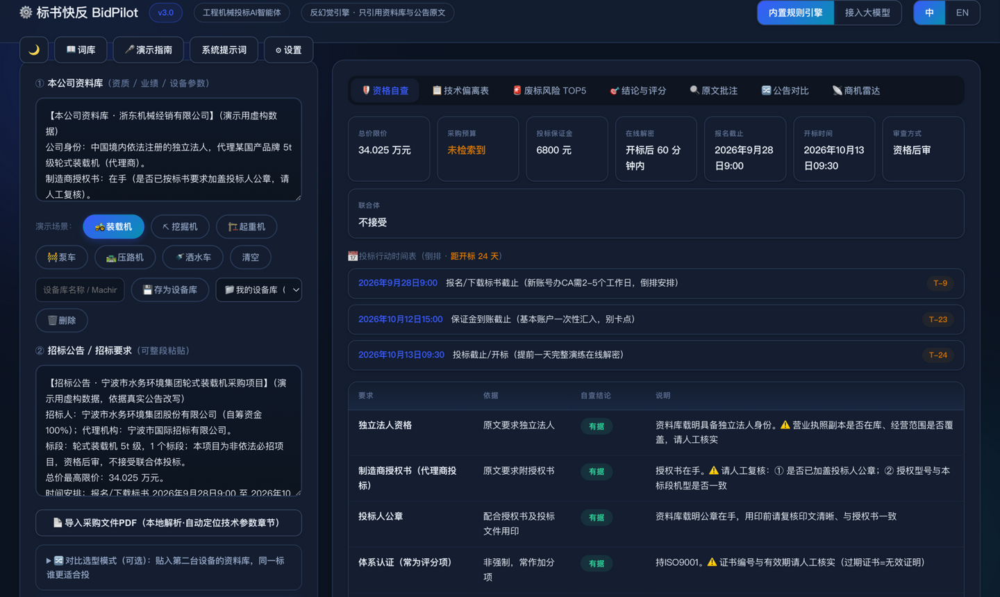 标书快反 BidPilot
v3.0
工程机械投标AI智能体
反幻觉引擎 · 只引用资料库与公告原文
内置规则引擎
接入大模型
中
EN
词库
演示指南
系统提示词
设置
① 本公司资料库（资质 / 业绩 / 设备参数）
【本公司资料库 · 浙东机械经销有限公司】（演示用虚构数
据）
公司身份：中国境内依法注册的独立法人，代理某国产品牌 5t
级轮式装载机（代理商）。
制造商授权书：在手（是否已按标书要求加盖投标人公章，请
人工复核）。
演示场景：
装载机
挖掘机
起重机
泵车
压路机
洒水车
清空
设备库名称 / Machin
存为设备库
我的设备库（
删除
② 招标公告 / 招标要求（可整段粘贴）
【招标公告 · 宁波市水务环境集团轮式装载机采购项目】（演
示用虚构数据，依据真实公告改写）
招标人：宁波市水务环境集团股份有限公司（自筹资金
100%）；代理机构：宁波市国际招标有限公司。
标段：轮式装载机 5t 级，1 个标段；本项目为非依法必招项
目，资格后审，不接受联合体投标。
总价最高限价：34.025 万元。
时间安排：报名/下载标书 2026年9月28日9:00 至 2026年10
导入采购文件PDF（本地解析·自动定位技术参数章节）
对比选型模式（可选）：贴入第二台设备的资料库，同一标
谁更适合投
资格自查
技术偏离表
废标风险 TOP5
结论与评分
原文批注
公告对比
商机雷达
总价限价
34.025 万元
采购预算
未检索到
投标保证金
6800 元
在线解密
开标后 60 分
钟内
报名截止
2026年9月28
日9:00
开标时间
2026年10月13
日09:30
审查方式
资格后审
联合体
不接受
投标行动时间表（倒排 · 距开标 24 天）
2026年9月28日9:00 报名/下载标书截止（新账号办CA需2–5个工作日，倒排安排） T–9
2026年10月12日15:00 保证金到账截止（基本账户一次性汇入，别卡点） T–23
2026年10月13日09:30 投标截止/开标（提前一天完整演练在线解密） T–24
要求 依据 自查结论 说明
独立法人资格 原文要求独立法人 有据 资料库载明具备独立法人身份。⚠️ 营业执照副本是否在库、经营范围是否覆
盖，请人工核实
制造商授权书（代理商投
标）
原文要求附授权书
有据
授权书在手。⚠️ 请人工复核：① 是否已加盖投标人公章；② 授权型号与本
标段机型是否一致
投标人公章
配合授权书及投标
文件用印
有据
资料库载明公章在手，用印前请复核印文清晰、与授权书一致
体系认证（常为评分项）
非强制，常作加分
项
有据
持ISO9001。⚠️ 证书编号与有效期请人工核实（过期证书=无效证明）